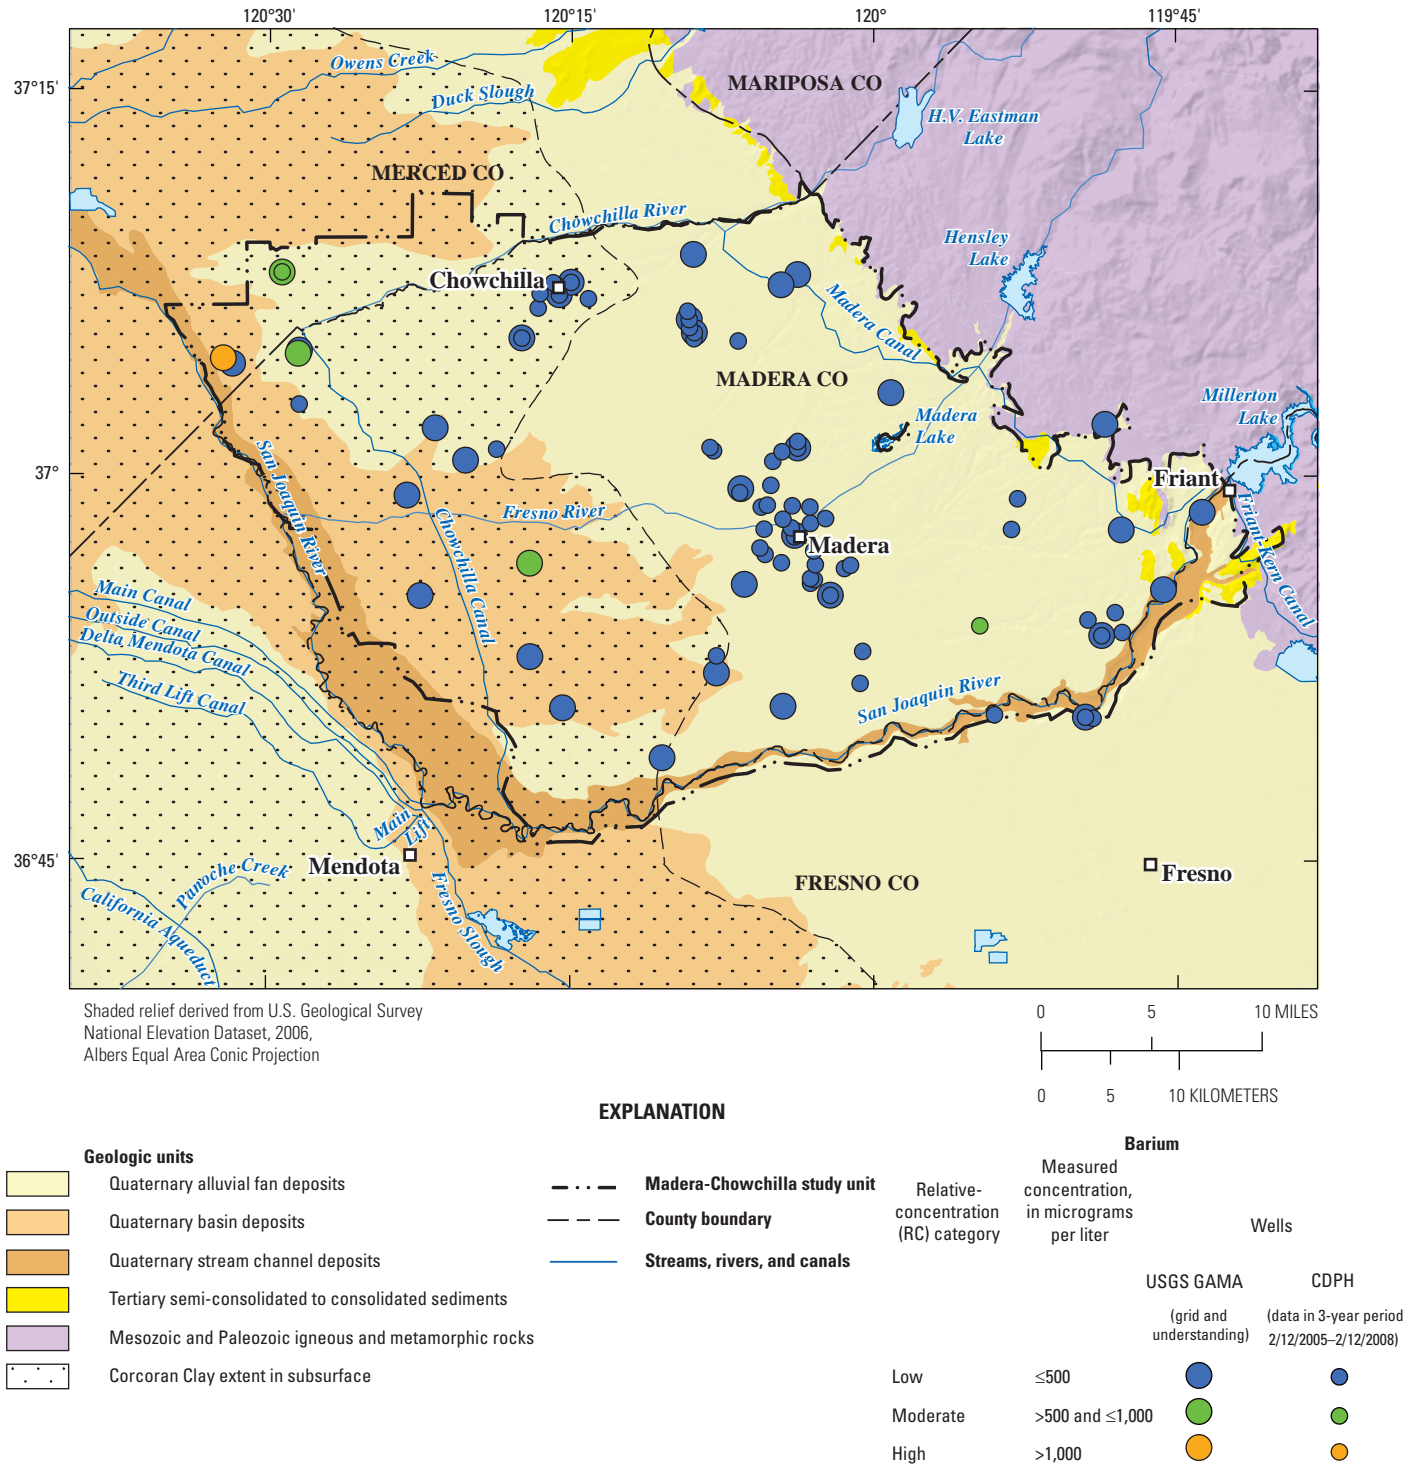 120°30'
120°15'
120°
119°45'
37°15'
37°
36°45'
Owens Creek
Duck Slough
MARIPOSA CO
H.V. Eastman
Lake
MERCED CO
Chowchilla River
Hensley
Lake
Chowchilla
Madera Canal
MADERA CO
Millerton
Lake
Madera
Lake
San Joaquin River
Friant
Fresno River
Chowchilla Canal
Madera
Friant-Kern Canal
Main Canal
Outside Canal
Delta Mendota Canal
Third Lift Canal
San Joaquin River
Main
Lift
Mendota
Panoche Creek
California Aqueduct
Fresno Slough
FRESNO CO
Fresno
Shaded relief derived from U.S. Geological Survey
National Elevation Dataset, 2006,
Albers Equal Area Conic Projection
0 5 10 MILES
0 5 10 KILOMETERS
EXPLANATION
Geologic units
Quaternary alluvial fan deposits
Quaternary basin deposits
Quaternary stream channel deposits
Tertiary semi-consolidated to consolidated sediments
Mesozoic and Paleozoic igneous and metamorphic rocks
Corcoran Clay extent in subsurface
Madera-Chowchilla study unit
County boundary
Streams, rivers, and canals
Barium
Relative-
concentration
(RC) category
Measured
concentration,
in micrograms
per liter
Wells
USGS GAMA
(grid and
understanding)
CDPH
(data in 3-year period
2/12/2005–2/12/2008)
Low ≤500
Moderate >500 and ≤1,000
High >1,000